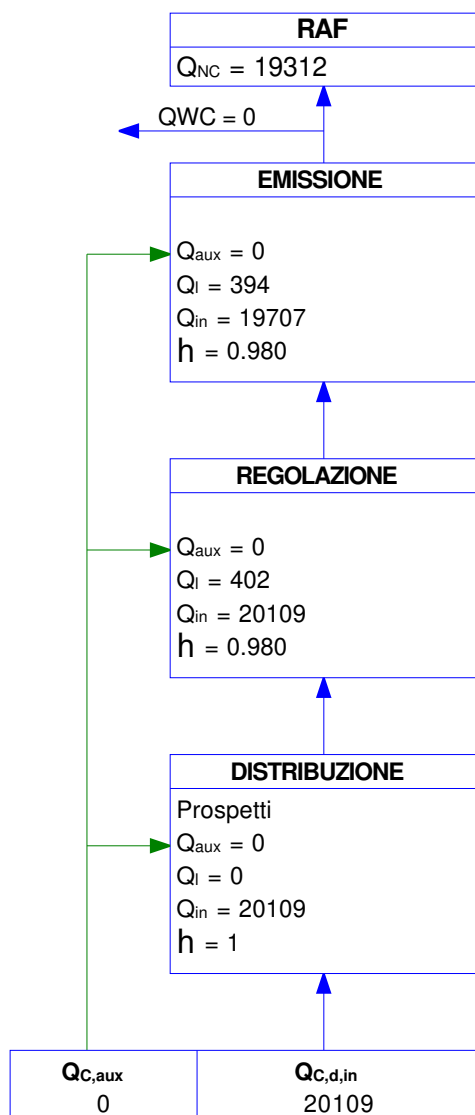 RAF
QNC = 19312
QWC = 0
EMISSIONE
Qaux = 0
Ql = 394
Qin = 19707
h = 0.980
REGOLAZIONE
Qaux = 0
Ql = 402
Qin = 20109
h = 0.980
DISTRIBUZIONE
Prospetti
Qaux = 0
Ql = 0
Qin = 20109
h = 1
QC,aux QC,d,in
0 20109